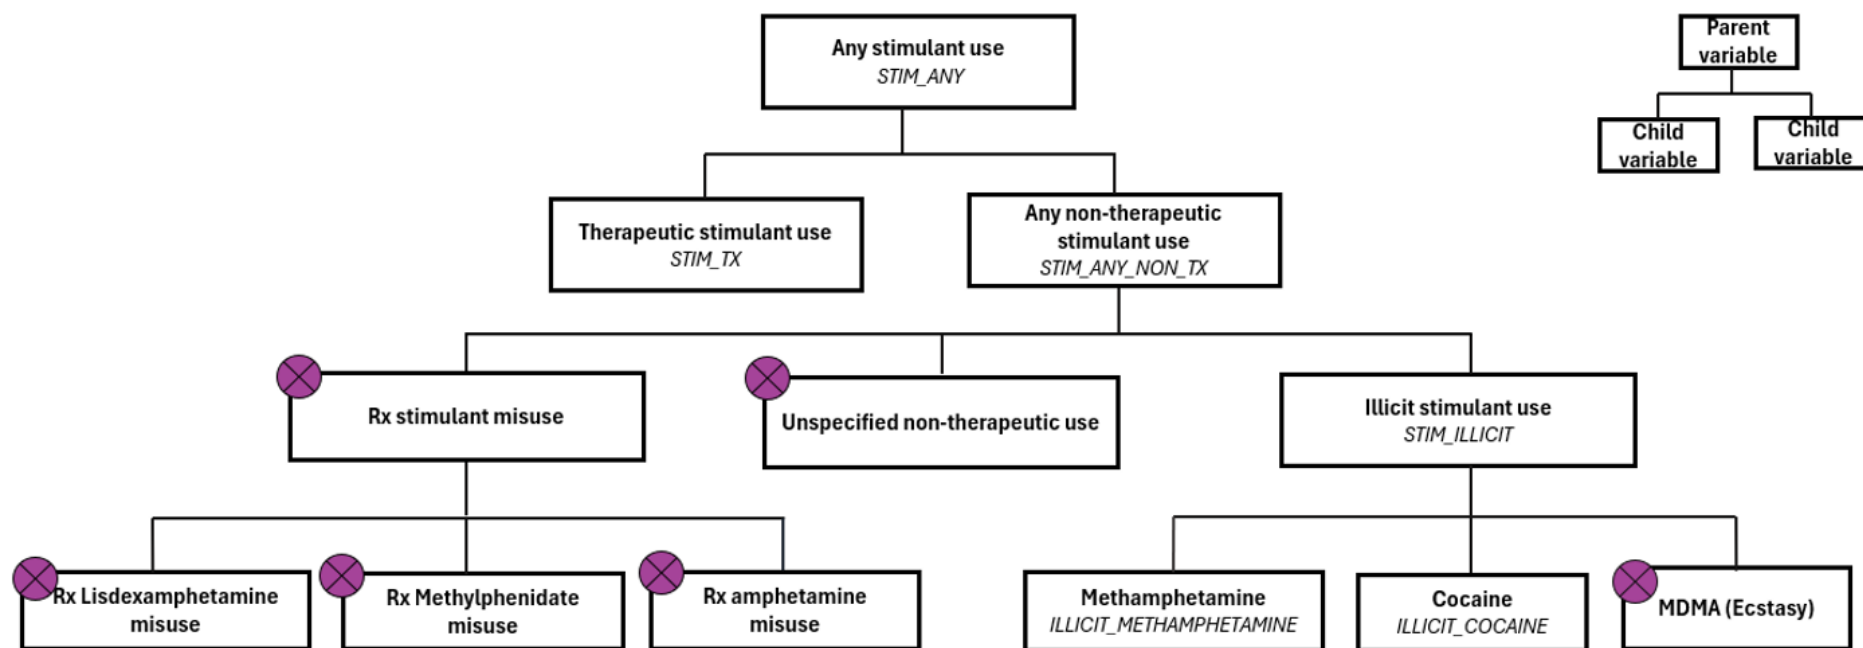 Any stimulant use
STIM_ANY
Parent
variable
Child
variable
Child
variable
Therapeutic stimulant use
STIM_TX
Any non-therapeutic
stimulant use
STIM_ANY_NON_TX
Rx stimulant misuse
Unspecified non-therapeutic use
Illicit stimulant use
STIM_ILLICIT
Rx Lisdexamphetamine
misuse
Rx Methylphenidate
misuse
Rx amphetamine
misuse
Methamphetamine
ILLICIT_METHAMPHETAMINE
Cocaine
ILLICIT_COCAINE
MDMA (Ecstasy)